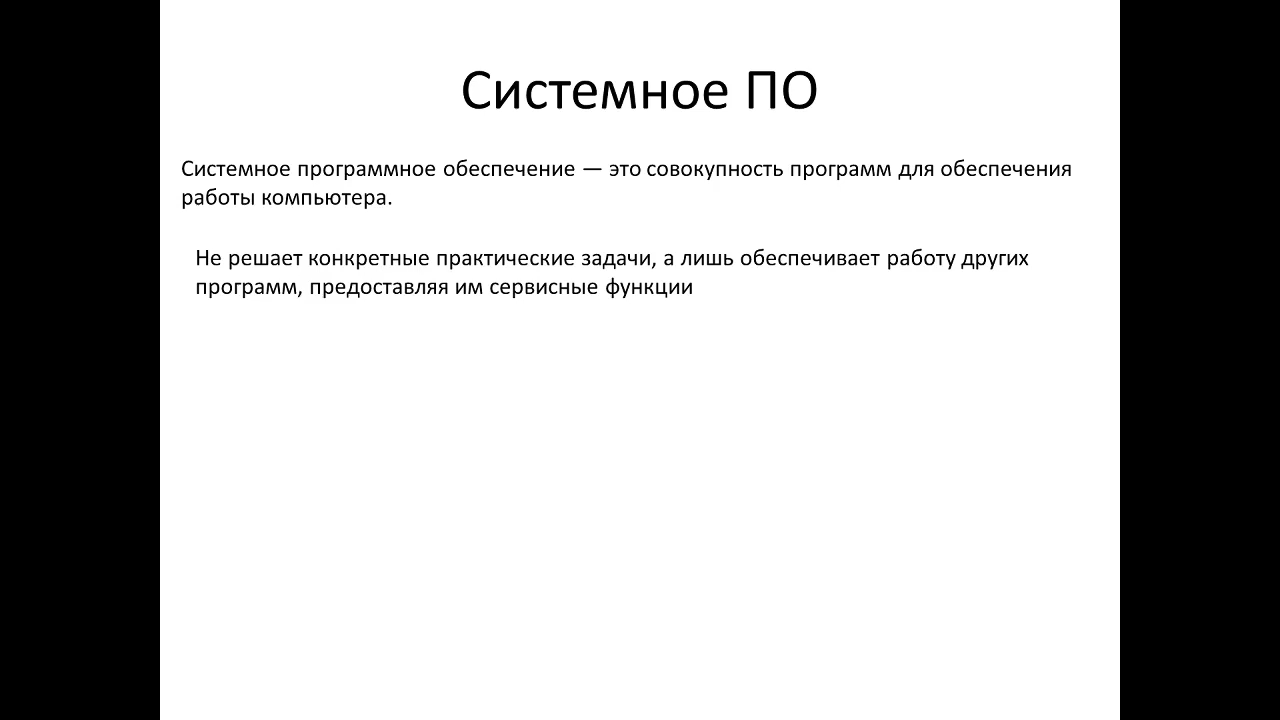 Системное ПО
Системное программное обеспечение — это совокупность программ для обеспечения
работы компьютера.
Не решает конкретные практические задачи, а лишь обеспечивает работу других
программ, предоставляя им сервисные функции